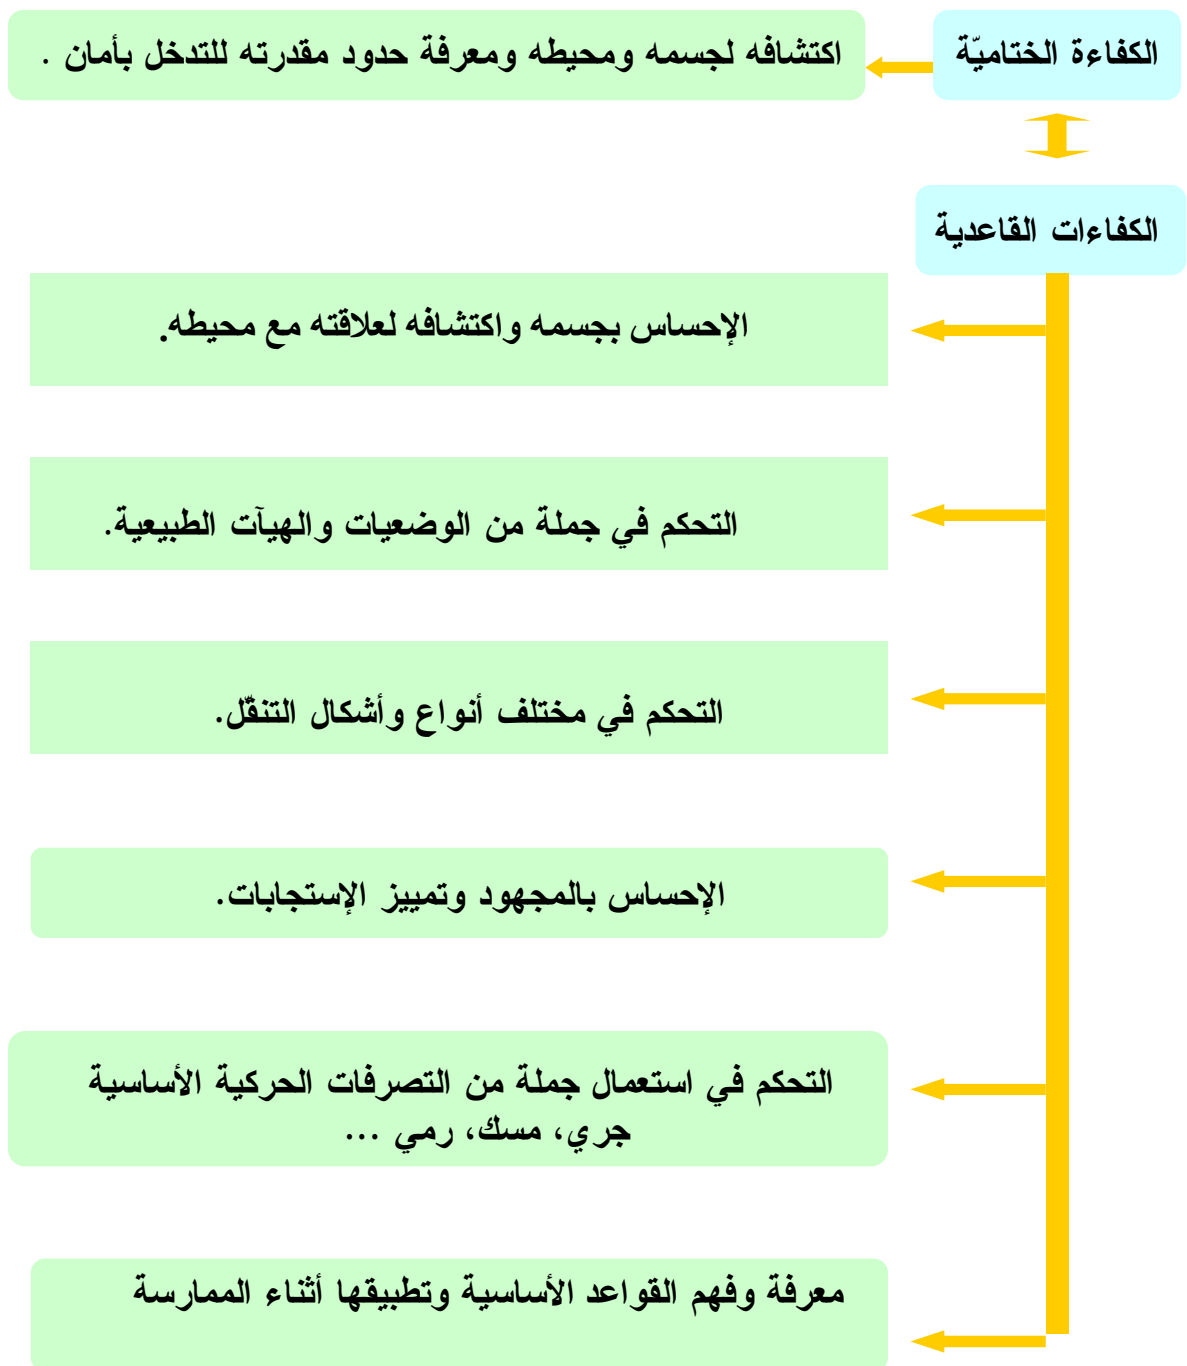 الكفاءة الختاميّة
اكتشافه لجسمه ومحيطه ومعرفة حدود مقدرته للتدخل بأمان .
الكفاءات القاعدية
الإحساس بجسمه واكتشافه لعلاقته مع محيطه.
التحكم في جملة من الوضعيات والهيآت الطبيعية.
التحكم في مختلف أنواع وأشكال التنقّل.
الإحساس بالمجهود وتمييز الإستجابات.
التحكم في استعمال جملة من التصرفات الحركية الأساسية
جري، مسك، رمي ...
معرفة وفهم القواعد الأساسية وتطبيقها أثناء الممارسة